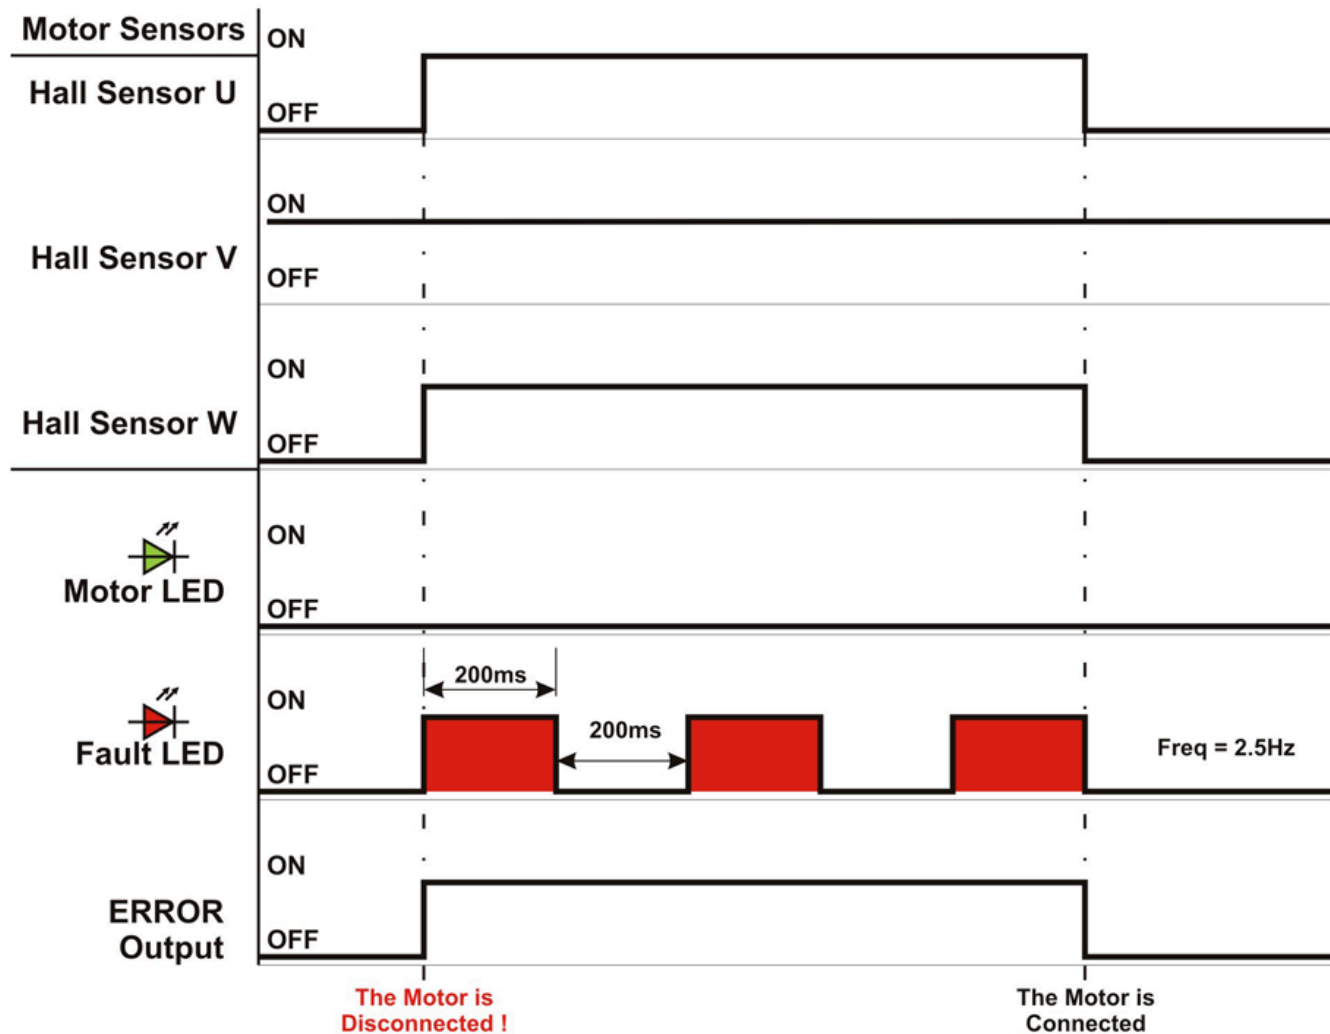 Motor Sensors
ON
Hall Sensor U
OFF
ON
Hall Sensor V
OFF
ON
Hall Sensor W
OFF
ON
Motor LED
OFF
200ms
ON
200ms
Fault LED
Freq = 2.5Hz
OFF
ON
ERROR
Output
OFF
The Motor is
Disconnected !
The Motor is
Connected